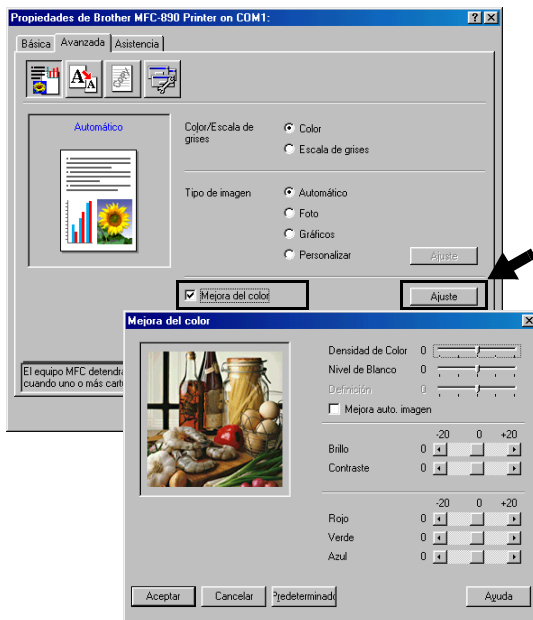 Propiedades de Brother MFC-890 Printer on COM1:
Básica Avanzada Asistencia
Automático
Color/Escala de grises
Color
Escala de grises
Tipo de imagen
Automático
Foto
Gráficos
Personalizar
Ajuste
Mejora del color
Ajuste
El equipo MFC detendrá
cuando uno o más cart
Mejora del color
Densidad de Color 0
Nivel de Blanco 0
Definición 0
Mejora auto. imagen
-20 0 +20
Brillo 0
Contraste 0
-20 0 +20
Rojo 0
Verde 0
Azul 0
Aceptar Cancelar Predeterminado Ayuda